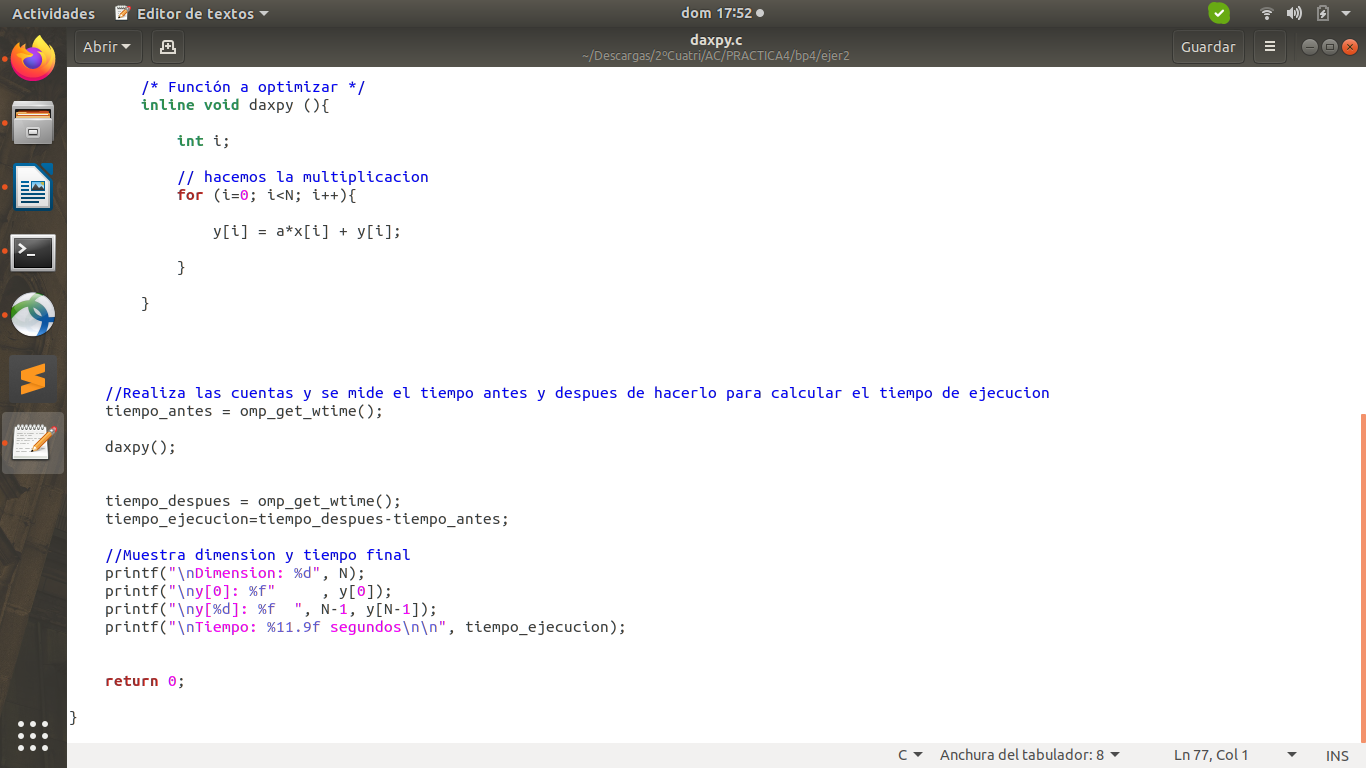 Actividades Editor de textos dom 17:52
Abrir daxpy.c Guardar
~/Descargas/2ºCuatri/AC/PRACTICA4/bp4/ejer2
/* Función a optimizar */
inline void daxpy (){
int i;
// hacemos la multiplicacion
for (i=0; i<N; i++){
y[i] = a*x[i] + y[i];
}
}
//Realiza las cuentas y se mide el tiempo antes y despues de hacerlo para calcular el tiempo de ejecucion
tiempo_antes = omp_get_wtime();
daxpy();
tiempo_despues = omp_get_wtime();
tiempo_ejecucion=tiempo_despues-tiempo_antes;
//Muestra dimension y tiempo final
printf("\nDimension: %d", N);
printf("\ny[0]: %f"     , y[0]);
printf("\ny[%d]: %f  ", N-1, y[N-1]);
printf("\nTiempo: %11.9f segundos\n\n", tiempo_ejecucion);
return 0;
}
C Anchura del tabulador: 8 Ln 77, Col 1 INS